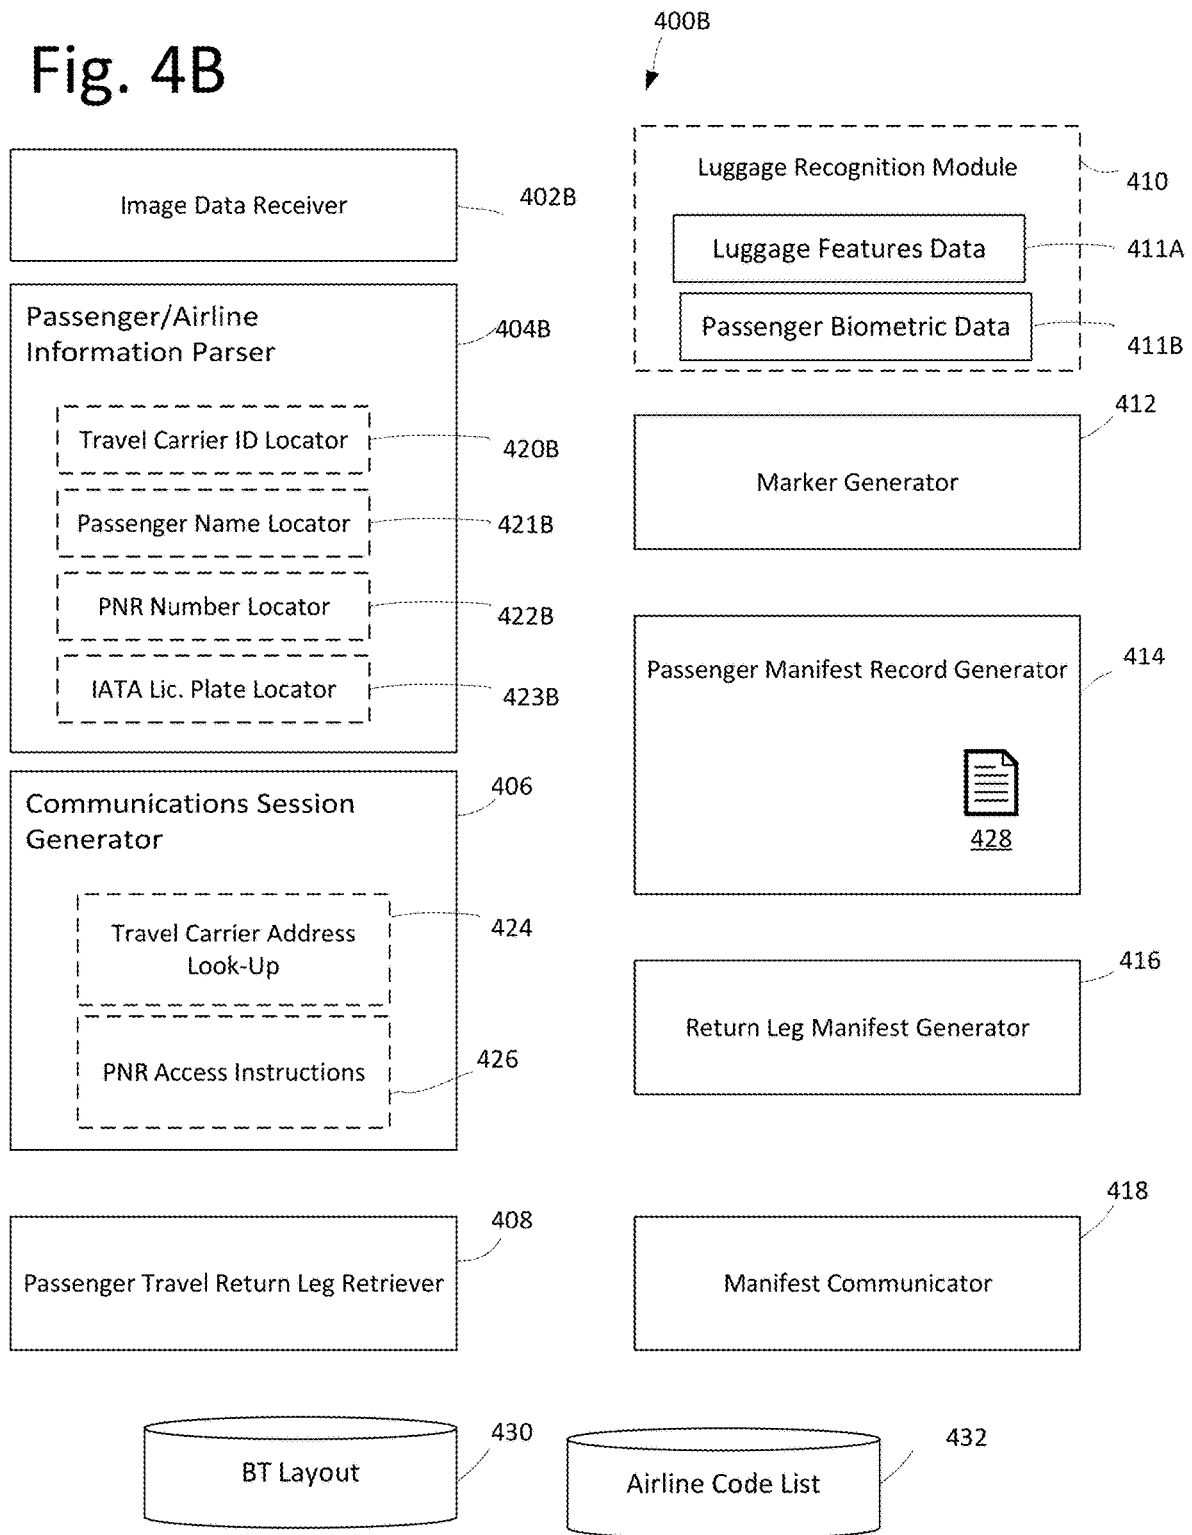 Fig. 4B
400B
Image Data Receiver
402B
Passenger/Airline
Information Parser
404B
Travel Carrier ID Locator
420B
Passenger Name Locator
421B
PNR Number Locator
422B
IATA Lic. Plate Locator
423B
Communications Session
Generator
406
Travel Carrier Address
Look-Up
424
PNR Access Instructions
426
Passenger Travel Return Leg Retriever
408
Luggage Recognition Module
410
Luggage Features Data
411A
Passenger Biometric Data
411B
412
Marker Generator
Passenger Manifest Record Generator
414
428
416
Return Leg Manifest Generator
418
Manifest Communicator
BT Layout
430
Airline Code List
432